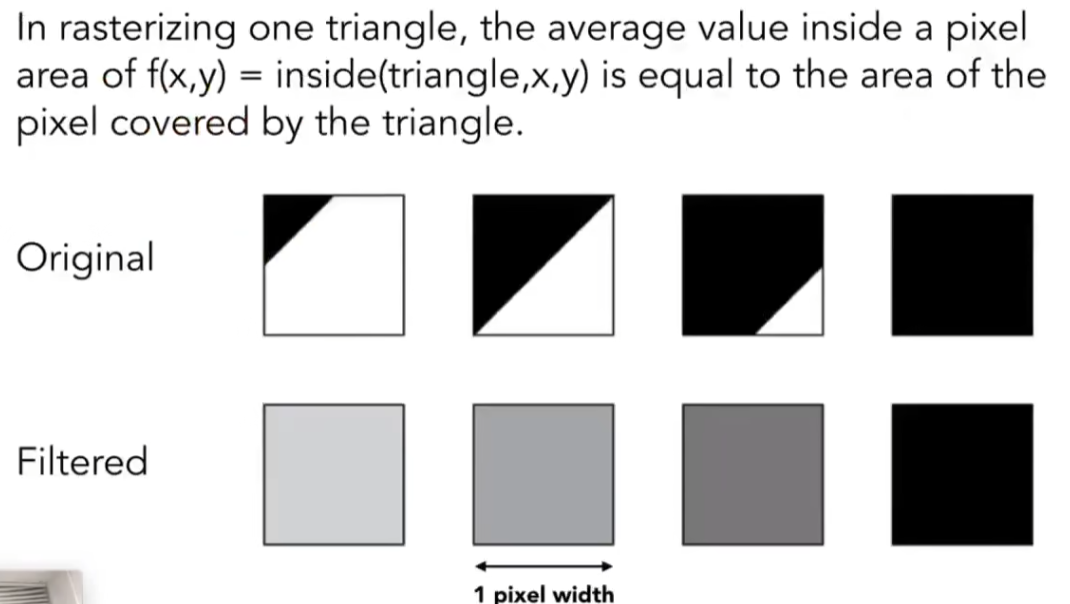 In rasterizing one triangle, the average value inside a pixel
area of f(x,y) = inside(triangle,x,y) is equal to the area of the
pixel covered by the triangle.
Original
Filtered
1 pixel width